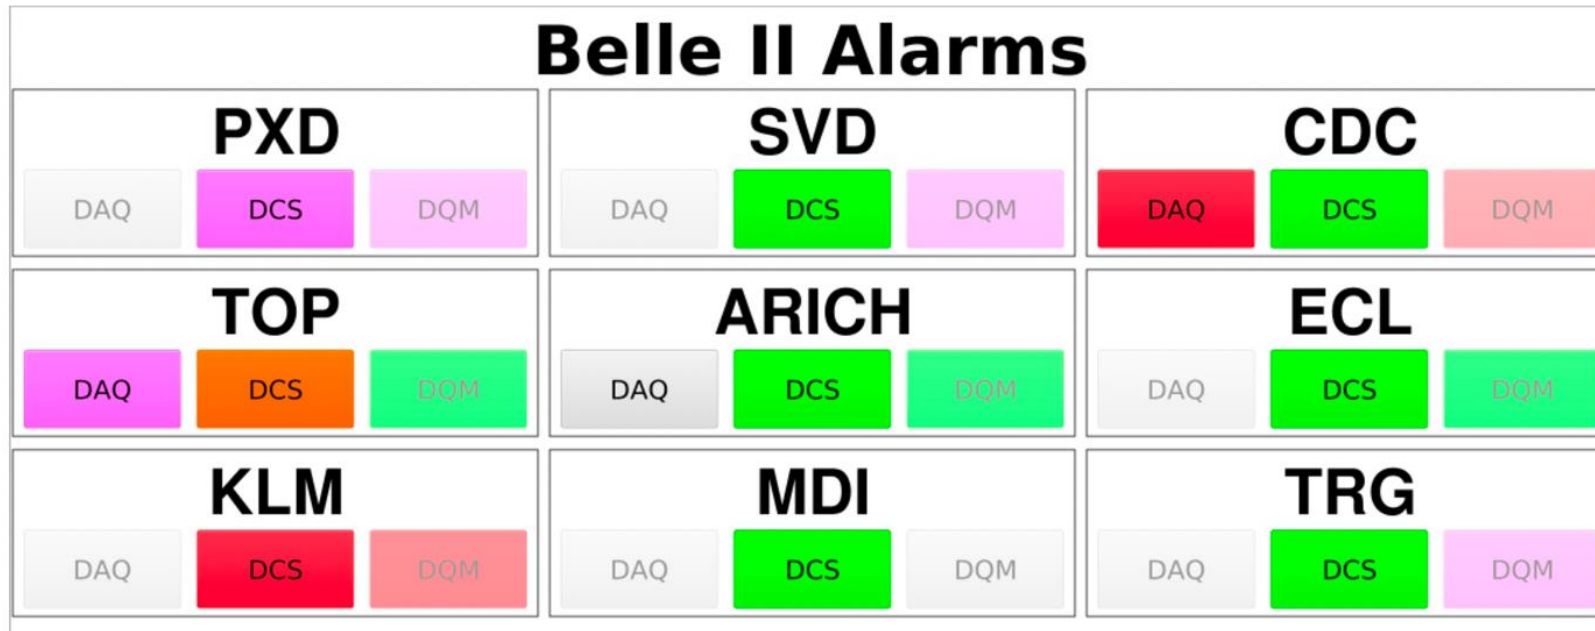 Belle II Alarms
PXD
DAQ DCS DQM
SVD
DAQ DCS DQM
CDC
DAQ DCS DQM
TOP
DAQ DCS DQM
ARICH
DAQ DCS DQM
ECL
DAQ DCS DQM
KLM
DAQ DCS DQM
MDI
DAQ DCS DQM
TRG
DAQ DCS DQM